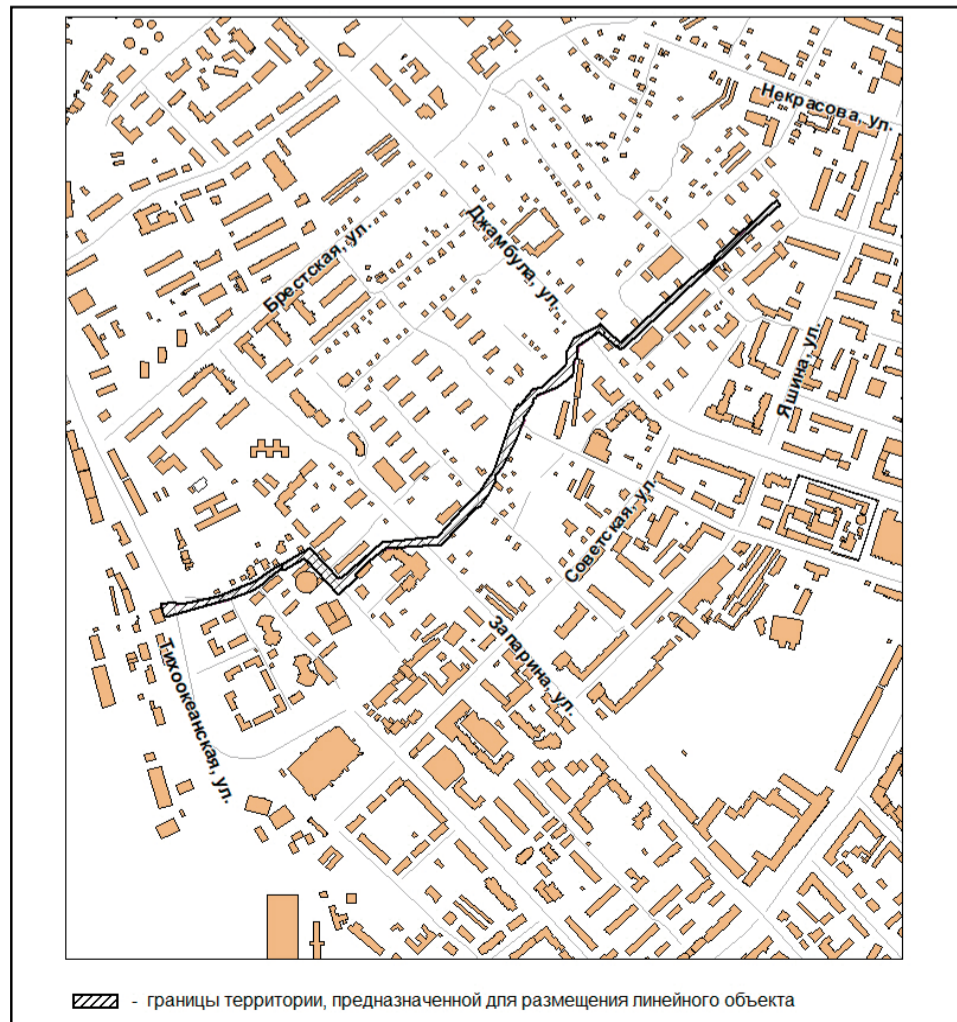 Некрасова, ул.
Джамбула, ул.
Брестская, ул.
Яшина, ул.
Советская, ул.
Запарина, ул.
Тихоокеанская, ул.
- границы территории, предназначенной для размещения линейного объекта